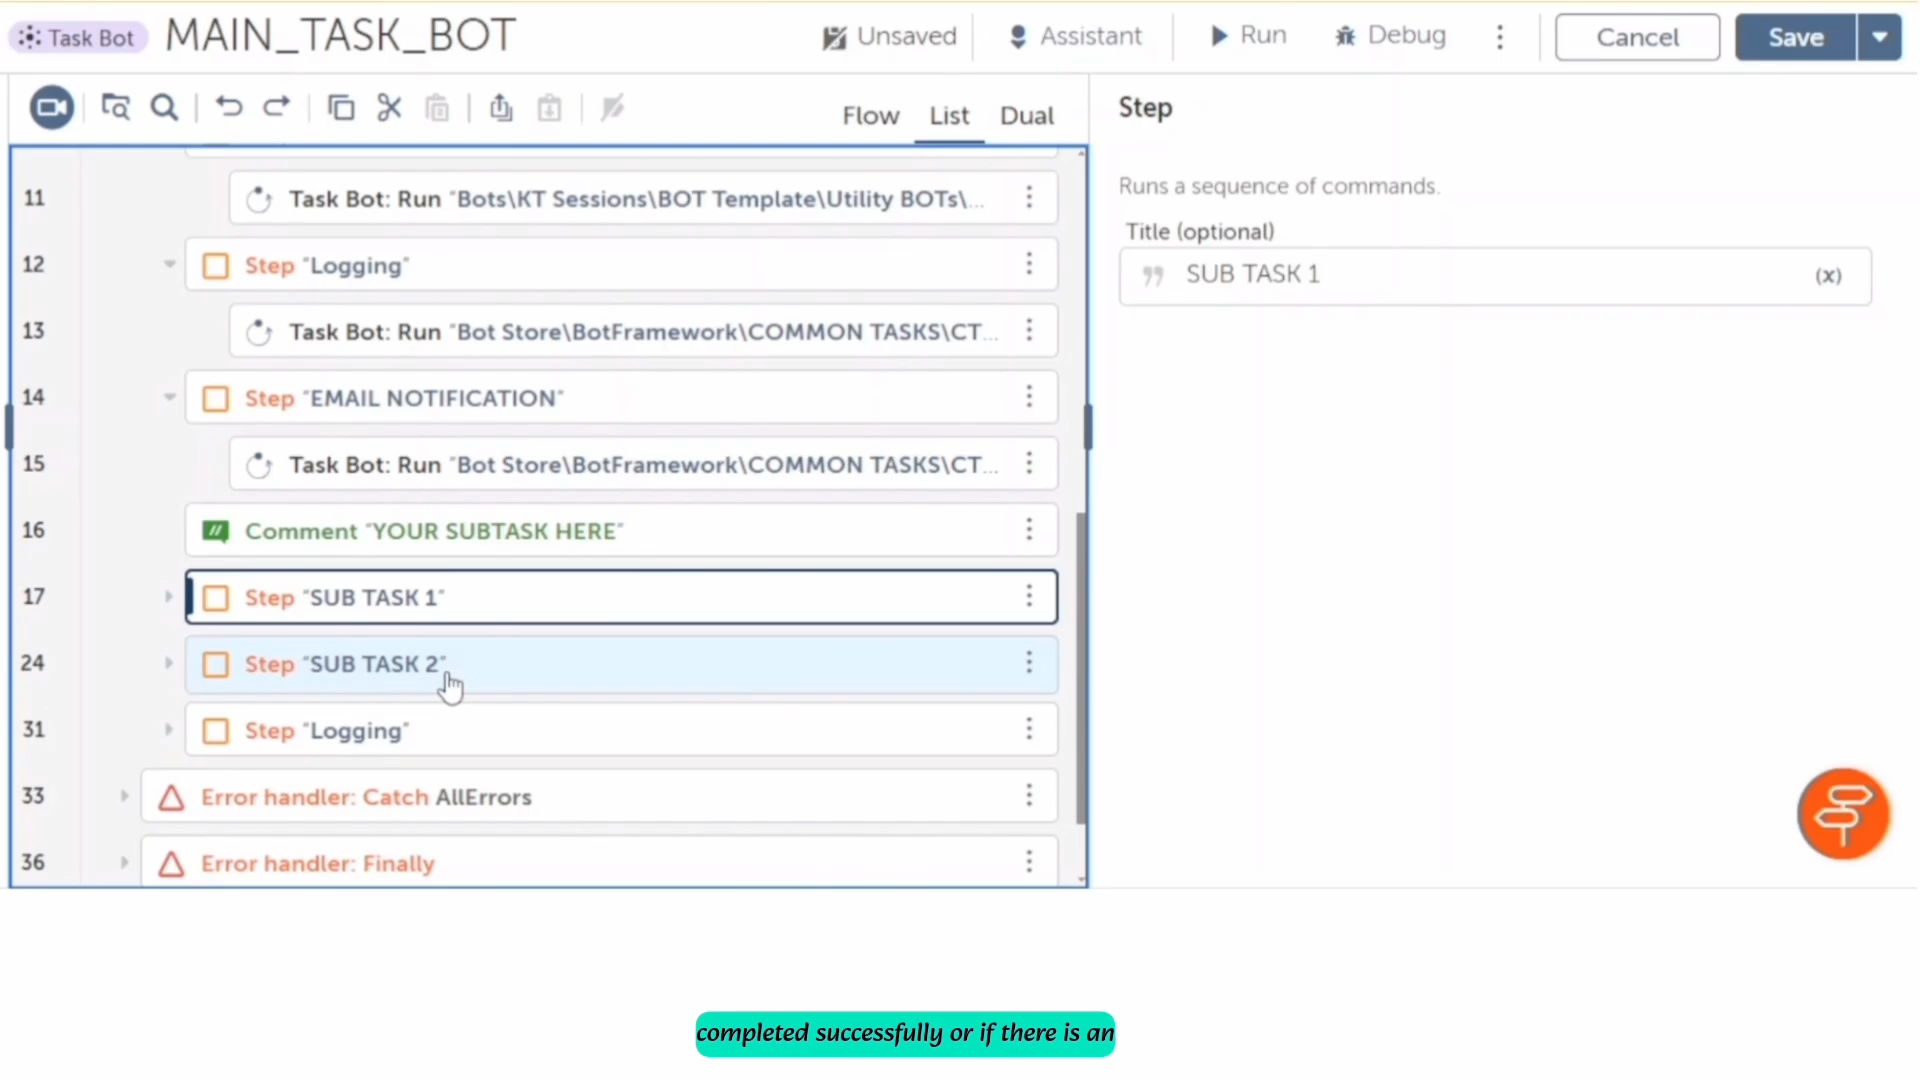 Task Bot MAIN_TASK_BOT Unsaved Assistant Run Debug Cancel Save
Flow List Dual
Step
Runs a sequence of commands.
Title (optional)
SUB TASK 1 (x)
11 Task Bot: Run "Bots\KT Sessions\BOT Template\Utility BOTs\...
12 Step "Logging"
13 Task Bot: Run "Bot Store\BotFramework\COMMON TASKS\CT...
14 Step "EMAIL NOTIFICATION"
15 Task Bot: Run "Bot Store\BotFramework\COMMON TASKS\CT...
16 Comment "YOUR SUBTASK HERE"
17 Step "SUB TASK 1"
24 Step "SUB TASK 2"
31 Step "Logging"
33 Error handler: Catch AllErrors
36 Error handler: Finally
completed successfully or if there is an